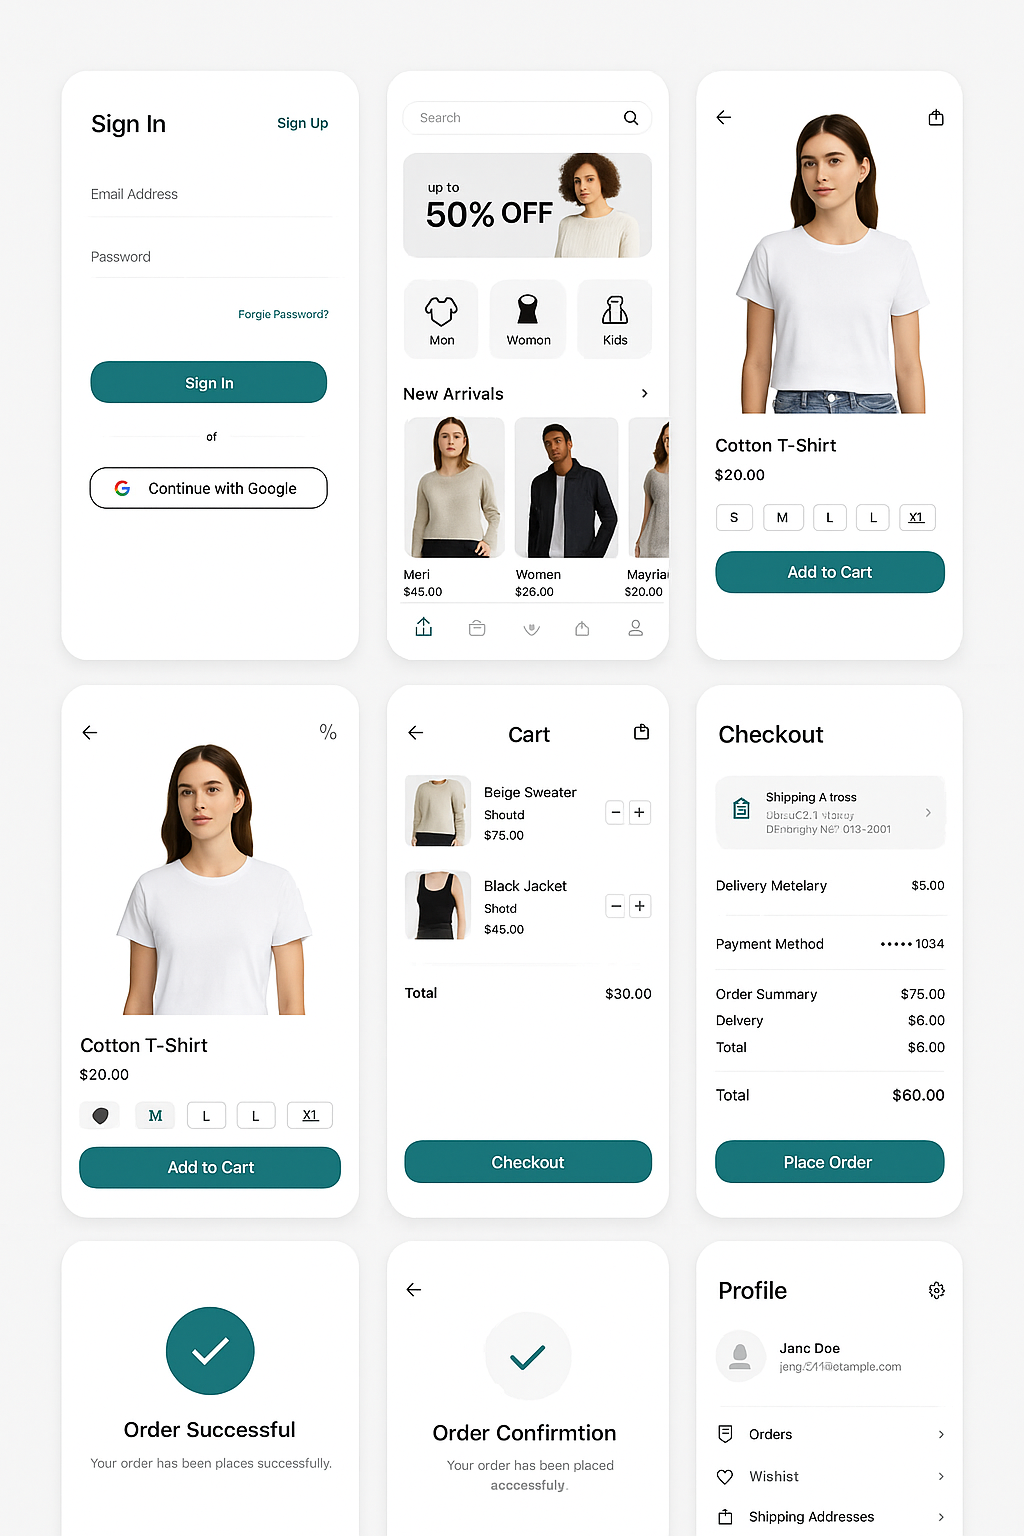 Sign In
Sign Up
Email Address
Password
Forgie Password?
Sign In
of
Continue with Google
Search
up to
50% OFF
Mon
Womon
Kids
New Arrivals
Meri
$45.00
Women
$26.00
Mayria
$20.00
Cotton T-Shirt
$20.00
S M L L X1
Add to Cart
%
Cotton T-Shirt
$20.00
M L L X1
Add to Cart
Cart
Beige Sweater
Shoutd
$75.00
− +
Black Jacket
Shotd
$45.00
− +
Total $30.00
Checkout
Checkout
Shipping A tross
013-2001
Delivery Metelary $5.00
Payment Method ••••• 1034
Order Summary $75.00
Delvery $6.00
Total $6.00
Total $60.00
Place Order
Order Successful
Your order has been places successfully.
Order Confirmtion
Your order has been placed
acccessfuly.
Profile
Janc Doe
Orders
Wishist
Shipping Addresses